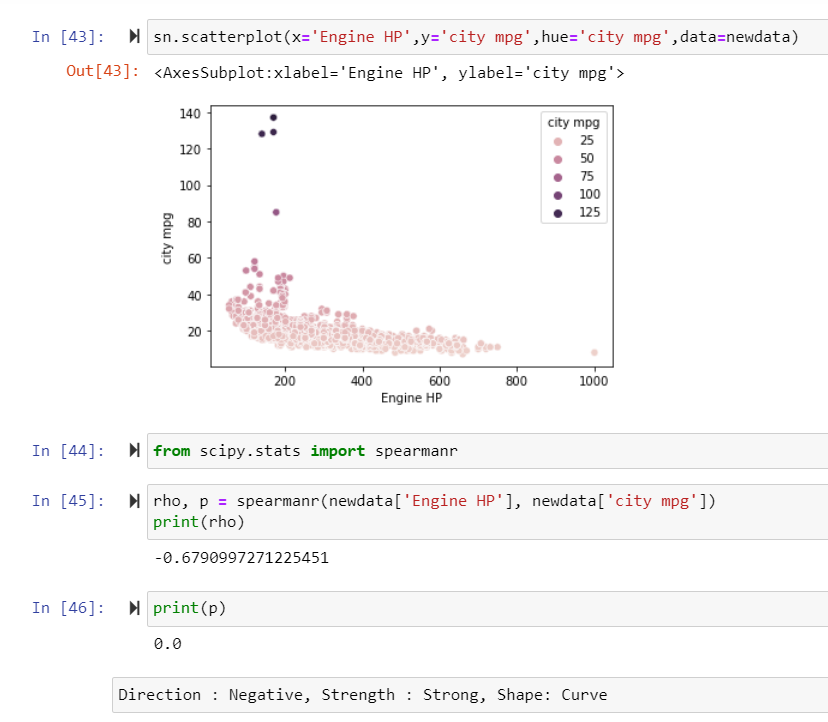 In [43]: sn.scatterplot(x='Engine HP',y='city mpg',hue='city mpg',data=newdata)
Out[43]: <AxesSubplot:xlabel='Engine HP', ylabel='city mpg'>
140
120
100
80
60
40
20
city mpg
city mpg
25
50
75
100
125
200 400 600 800 1000
Engine HP
In [44]: from scipy.stats import spearmanr
In [45]: rho, p = spearmanr(newdata['Engine HP'], newdata['city mpg'])
print(rho)
-0.6790997271225451
In [46]: print(p)
0.0
Direction : Negative, Strength : Strong, Shape: Curve